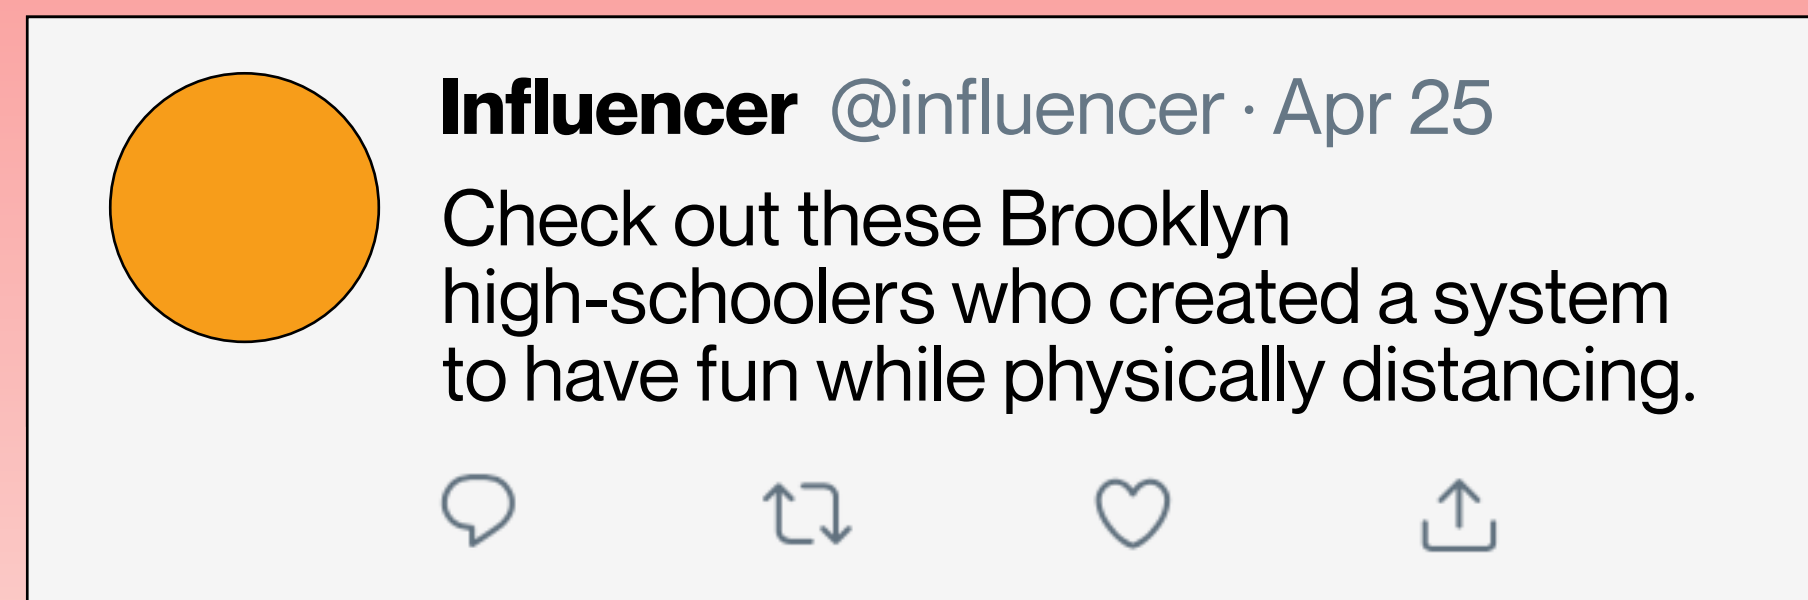 Influencer @influencer · Apr 25
Check out these Brooklyn
high-schoolers who created a system
to have fun while physically distancing.